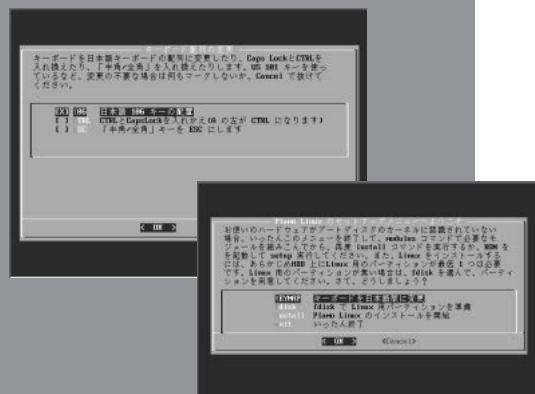 キーボード配列の変更
キーボードを日本語キーボードの配列に変更したり、Caps LockとCTRLを
入れ換えたり、「半角/全角」を入れ換えたりします。US 101 キーを使っ
ているなど、変更の不要な場合は何もマークしないか、Cancel で抜けて
ください。
[X] 106 日本語 106 キーの配置
[ ] CTRL CTRLとCapsLockを入れかえ(A の左が CTRL になります)
[ ] ESC 「半角/全角」キーを ESC にします
< OK >
Plamo Linux のセットアップメニューへようこそ
お使いのハードウェアがブートディスクのカーネルに認識されていない
場合、いったんこのメニューを終了して、modules コマンドで必要なモ
ジュールを組みこんでから、再度 install コマンドを実行するか、
を起動して setup 実行してください。また、Linux をインストールする
には、あらかじめHDD 上にLinux 用のパーティションが最低 1 つは必要
です。Linux 用のパーティションが無い場合は、fdisk を選んで、パーティ
ションを用意してください。さて、どうしましょう?
KEYMAP キーボードを日本語用に変更
fdisk fdisk で Linux 用パーティションを準備
install Plamo Linux のインストールを開始
exit いったん終了
< OK > <Cancel>